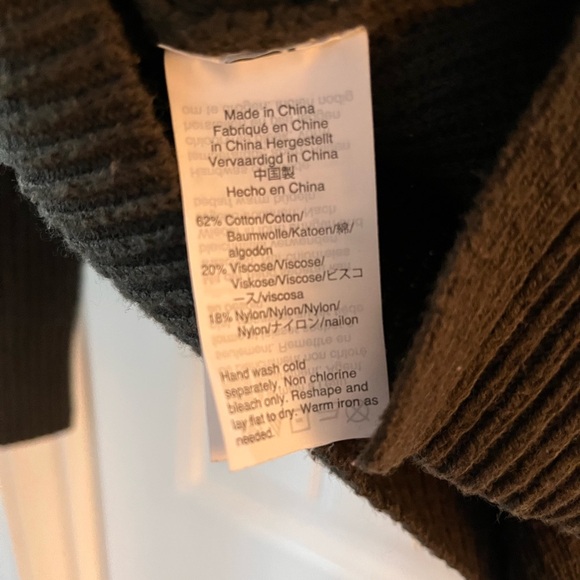 Made in China
Fabriqué en Chine
in China Hergestellt
Vervaardigd in China
中国製
Hecho en China
62% Cotton/Coton/
Baumwolle/Katoen/綿/
algodón
20% Viscose/Viscose/
Viskose/Viscose/ビスコ
ース/viscosa
18% Nylon/Nylon/Nylon/
Nylon/ナイロン/nailon
Hand wash cold
separately. Non chlorine
bleach only. Reshape and
lay flat to dry. Warm iron as
needed.